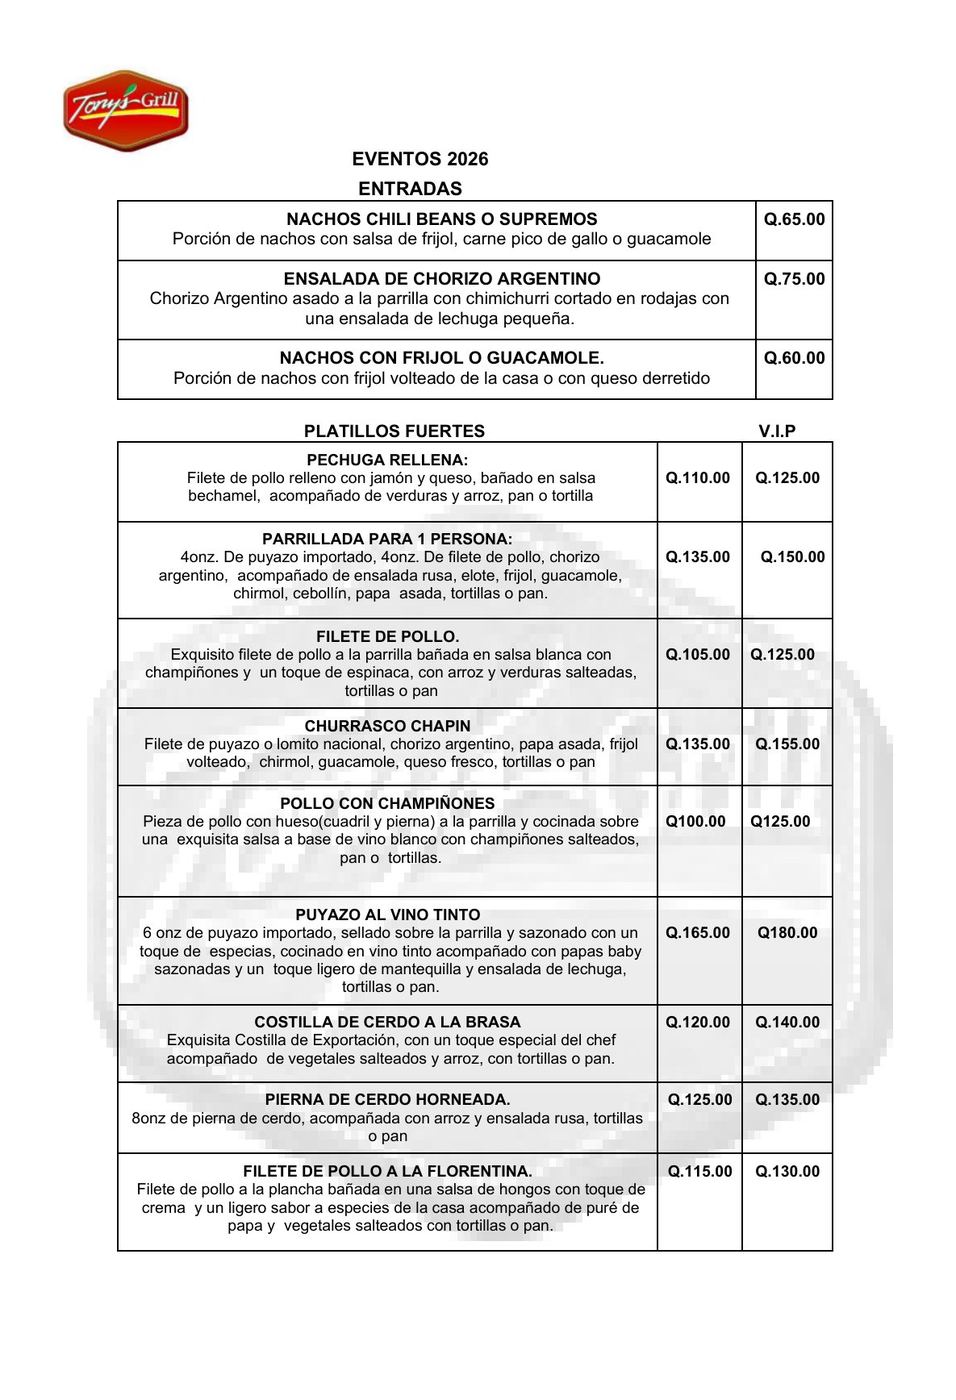 Tony's Grill
EVENTOS 2026
ENTRADAS
NACHOS CHILI BEANS O SUPREMOS Q.65.00
Porción de nachos con salsa de frijol, carne pico de gallo o guacamole
ENSALADA DE CHORIZO ARGENTINO Q.75.00
Chorizo Argentino asado a la parrilla con chimichurri cortado en rodajas con
una ensalada de lechuga pequeña.
NACHOS CON FRIJOL O GUACAMOLE. Q.60.00
Porción de nachos con frijol volteado de la casa o con queso derretido
PLATILLOS FUERTES V.I.P
PECHUGA RELLENA:
Filete de pollo relleno con jamón y queso, bañado en salsa Q.110.00 Q.125.00
bechamel, acompañado de verduras y arroz, pan o tortilla
PARRILLADA PARA 1 PERSONA:
4onz. De puyazo importado, 4onz. De filete de pollo, chorizo Q.135.00 Q.150.00
argentino, acompañado de ensalada rusa, elote, frijol, guacamole,
chirmol, cebollín, papa asada, tortillas o pan.
FILETE DE POLLO.
Exquisito filete de pollo a la parrilla bañada en salsa blanca con Q.105.00 Q.125.00
champiñones y un toque de espinaca, con arroz y verduras salteadas,
tortillas o pan
CHURRASCO CHAPIN
Filete de puyazo o lomito nacional, chorizo argentino, papa asada, frijol Q.135.00 Q.155.00
volteado, chirmol, guacamole, queso fresco, tortillas o pan
POLLO CON CHAMPIÑONES
Pieza de pollo con hueso(cuadril y pierna) a la parrilla y cocinada sobre Q100.00 Q125.00
una exquisita salsa a base de vino blanco con champiñones salteados,
pan o tortillas.
PUYAZO AL VINO TINTO
6 onz de puyazo importado, sellado sobre la parrilla y sazonado con un Q.165.00 Q180.00
toque de especias, cocinado en vino tinto acompañado con papas baby
sazonadas y un toque ligero de mantequilla y ensalada de lechuga,
tortillas o pan.
COSTILLA DE CERDO A LA BRASA Q.120.00 Q.140.00
Exquisita Costilla de Exportación, con un toque especial del chef
acompañado de vegetales salteados y arroz, con tortillas o pan.
PIERNA DE CERDO HORNEADA. Q.125.00 Q.135.00
8onz de pierna de cerdo, acompañada con arroz y ensalada rusa, tortillas
o pan
FILETE DE POLLO A LA FLORENTINA. Q.115.00 Q.130.00
Filete de pollo a la plancha bañada en una salsa de hongos con toque de
crema y un ligero sabor a especies de la casa acompañado de puré de
papa y vegetales salteados con tortillas o pan.